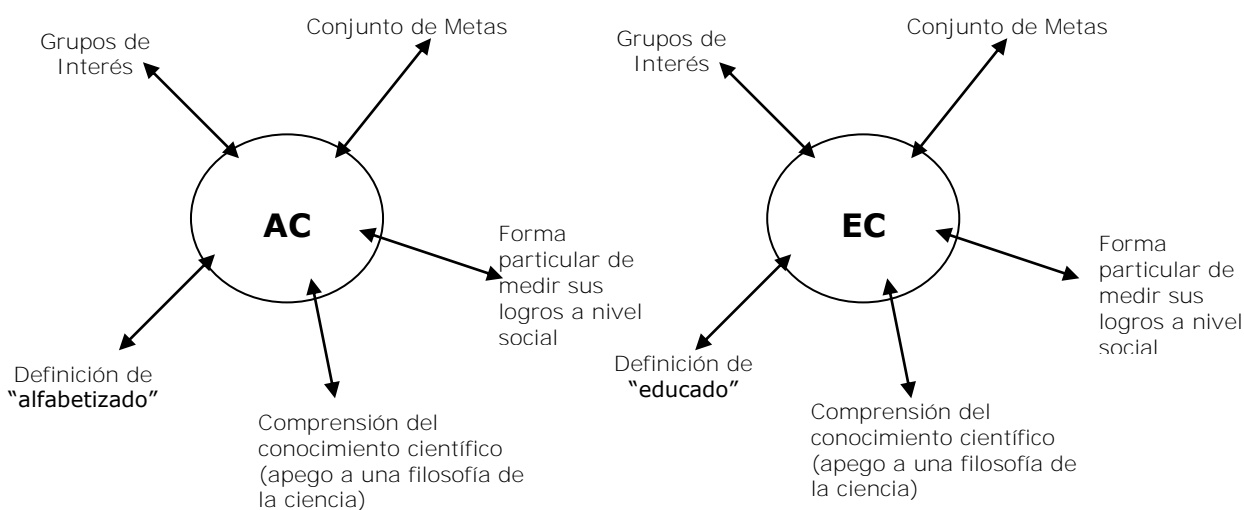 Grupos de
Interés
Conjunto de Metas
AC
Forma
particular de
medir sus
logros a nivel
social
Definición de
“alfabetizado”
Comprensión del
conocimiento científico
(apego a una filosofía de
la ciencia)
Grupos de
Interés
Conjunto de Metas
EC
Forma
particular de
medir sus
logros a nivel
social
Definición de
“educado”
Comprensión del
conocimiento científico
(apego a una filosofía de
la ciencia)